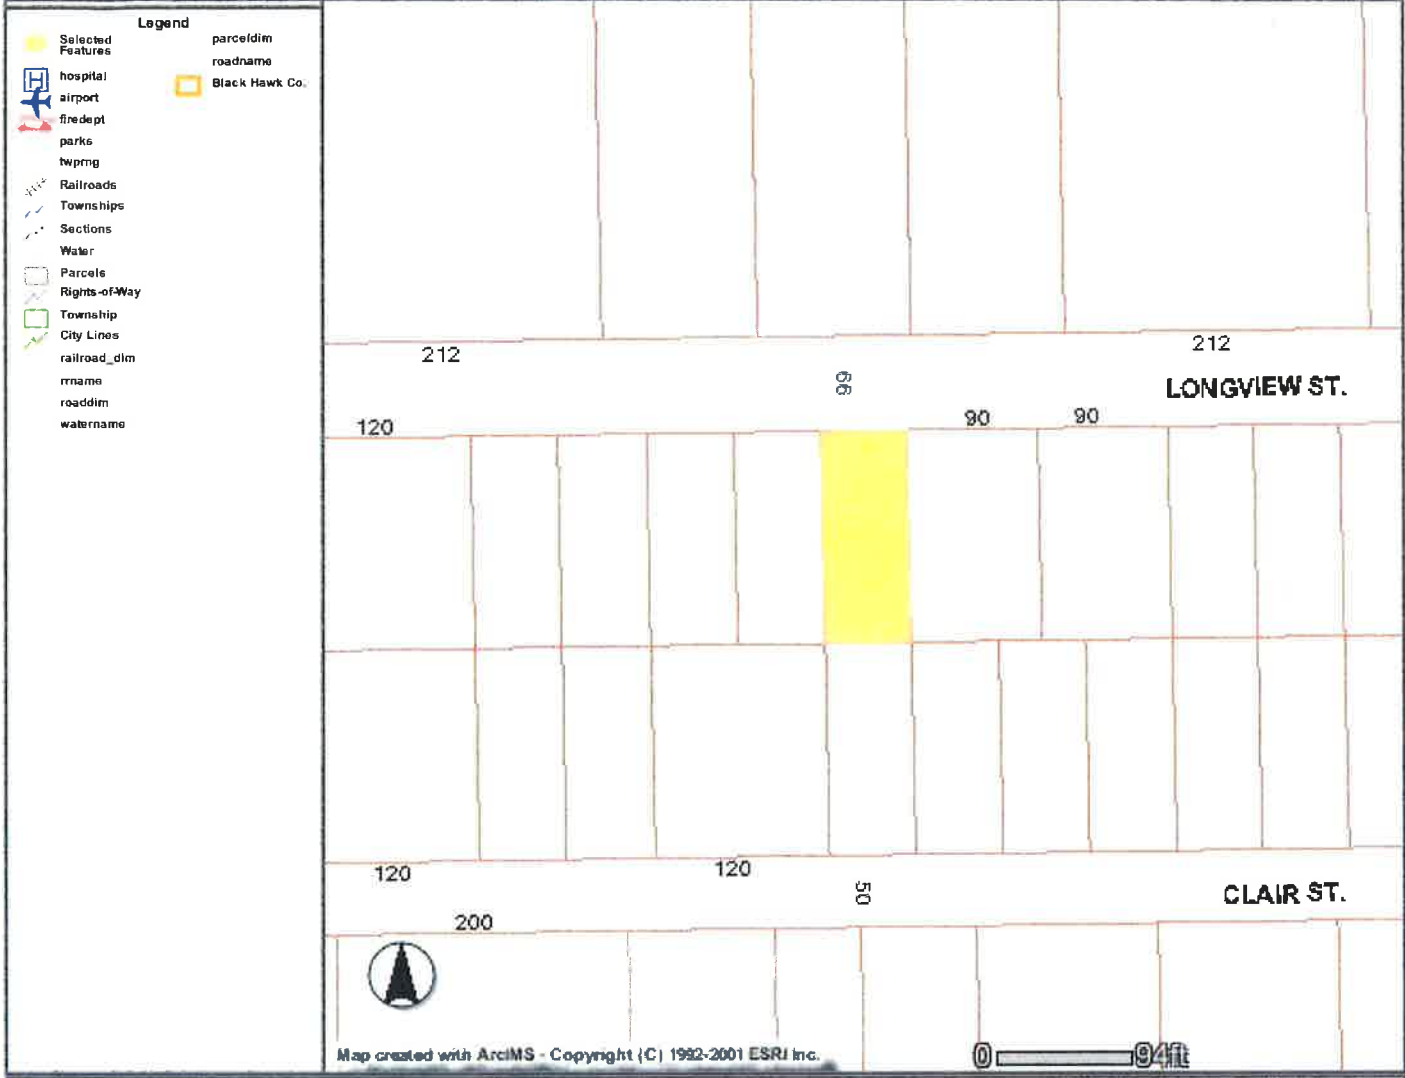 Legend
Selected
Features
hospital
airport
firedept
parks
twprng
Railroads
Townships
Sections
Water
Parcels
Rights-of-Way
Township
City Lines
railroad_dim
rrname
roaddim
watername
parceldim
roadname
Black Hawk Co.
212
212
66
LONGVIEW ST.
120
90
90
120
120
50
CLAIR ST.
200
Map created with ArcIMS - Copyright (C) 1992-2001 ESRI Inc.
0 94ft